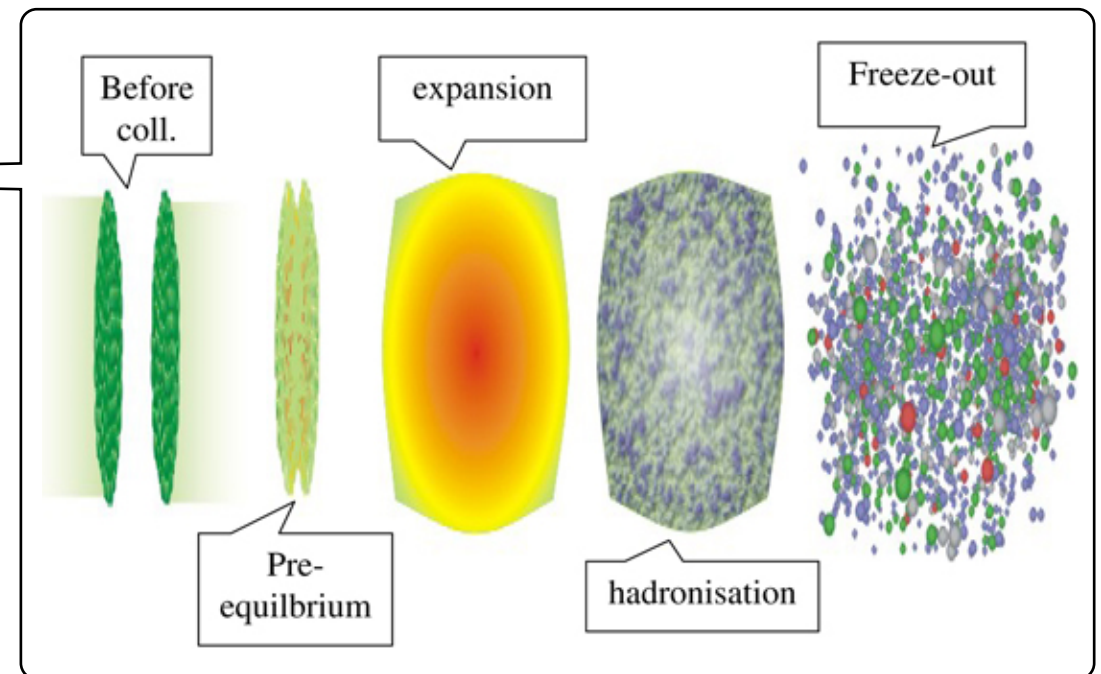 Before
coll.
Pre-
equilbrium
expansion
hadronisation
Freeze-out